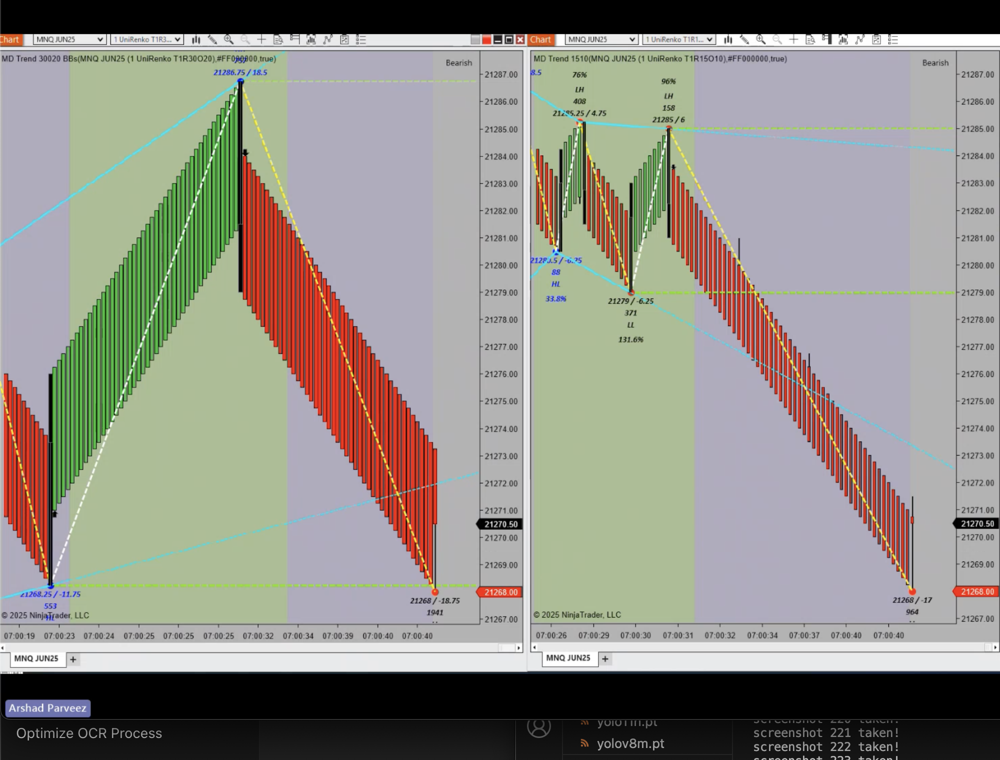 Chart
MNQ JUN25
1 UniRenko T1R3...
MD Trend 30020 BBs(MNQ JUN25 (1 UniRenko T1R30O20),#FF000000,true)
Bearish
21286.75 / 18.5
21268.25 / -11.75
553
HL
21268 / -18.75
1941
© 2025 NinjaTrader, LLC
21287.00
21286.00
21285.00
21284.00
21283.00
21282.00
21281.00
21280.00
21279.00
21278.00
21277.00
21276.00
21275.00
21274.00
21273.00
21272.00
21271.00
21270.50
21270.00
21269.00
21268.00
21267.00
07:00:19
07:00:23
07:00:24
07:00:25
07:00:26
07:00:32
07:00:34
07:00:37
07:00:40
07:00:40
MNQ JUN25
+
Chart
MNQ JUN25
1 UniRenko T1R1...
MD Trend 1510(MNQ JUN25 (1 UniRenko T1R15O10),#FF000000,true)
Bearish
8.5
76%
LH
408
21285.25 / 4.75
96%
LH
158
21285 / 6
88
HL
33.8%
21279 / -6.25
371
LL
131.6%
21268 / -17
964
© 2025 NinjaTrader, LLC
21287.00
21286.00
21285.00
21284.00
21283.00
21282.00
21281.00
21280.00
21279.00
21278.00
21277.00
21276.00
21275.00
21274.00
21273.00
21272.00
21271.00
21270.50
21270.00
21269.00
21268.00
21267.00
07:00:26
07:00:29
07:00:30
07:00:31
07:00:32
07:00:37
07:00:40
07:00:40
MNQ JUN25
+
Arshad Parveez
Optimize OCR Process
yolo11n.pt
yolov8m.pt
screenshot 220 taken!
screenshot 221 taken!
screenshot 222 taken!
screenshot 223 taken!